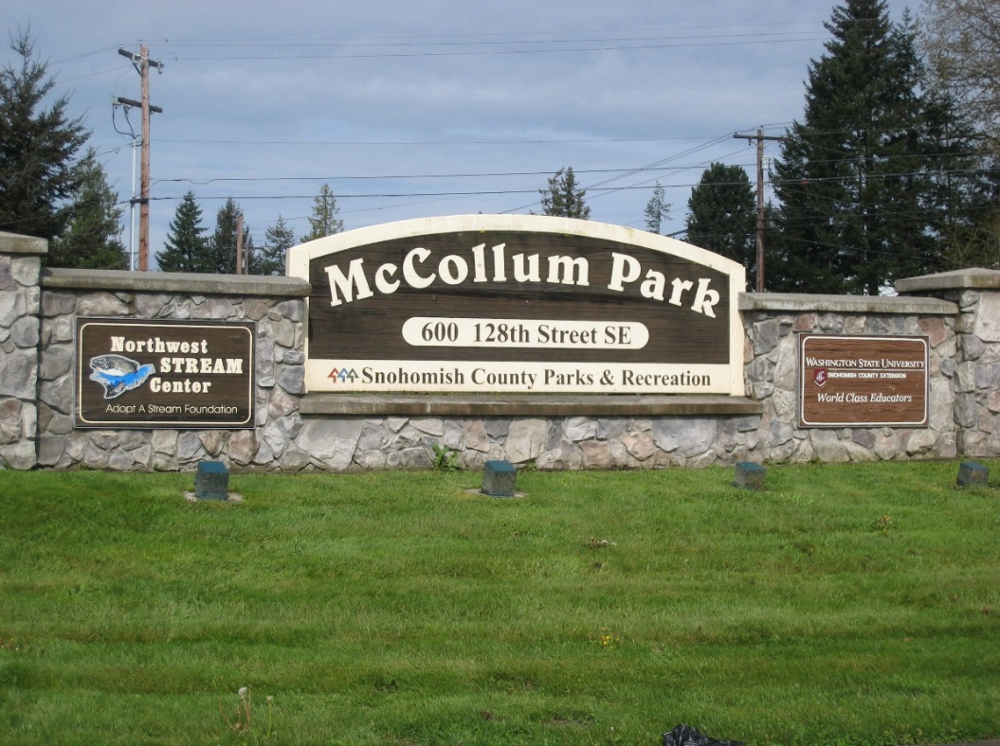 McCollum Park
600 128th Street SE
Snohomish County Parks & Recreation
Northwest
STREAM
Center
Adopt A Stream Foundation
WASHINGTON STATE UNIVERSITY
SNOHOMISH COUNTY EXTENSION
World Class Educators